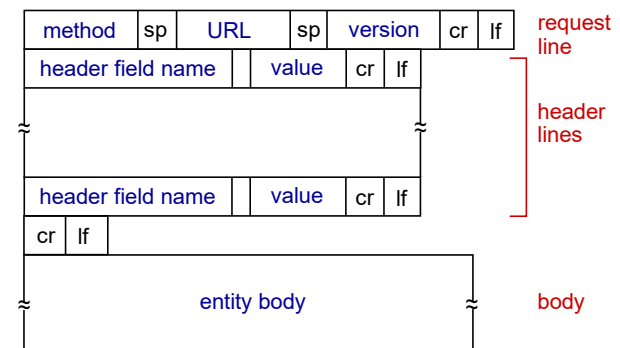 method sp URL sp version cr lf
request
line
header field name value cr lf
header
lines
≈ ≈
header field name value cr lf
cr lf
≈ entity body ≈ body